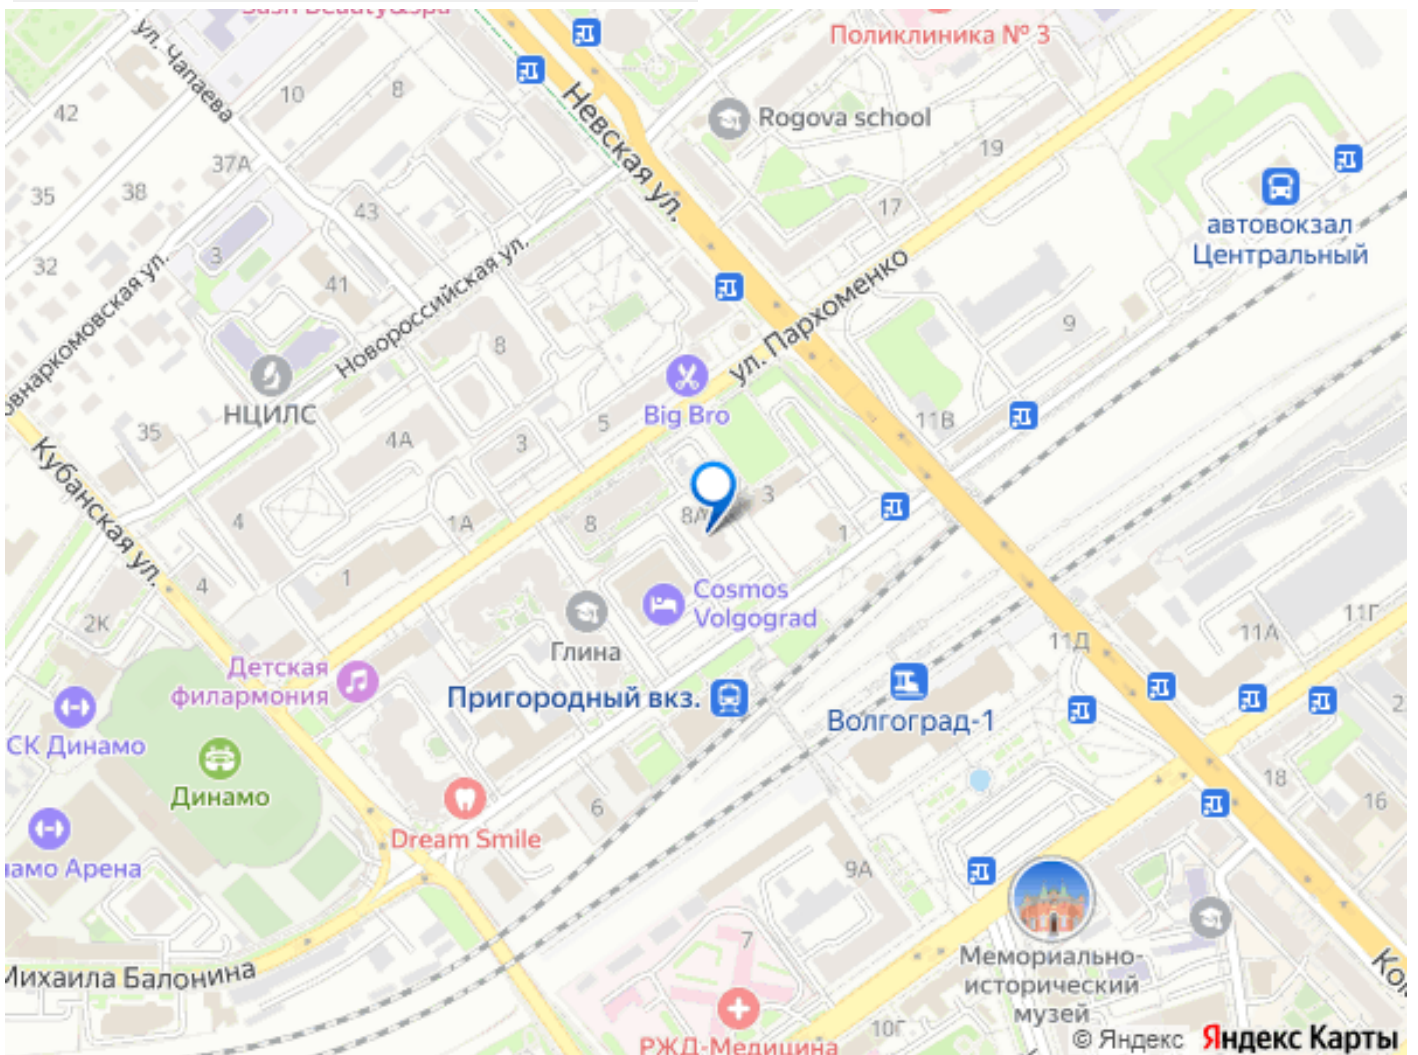 Поликлиника № 3
ул. Чапаева
10
8
42
Невская ул.
Rogova school
19
37А
35
38
43
17
автовокзал
Центральный
32
3
41
Новороссийская ул.
ул. Пархоменко
9
8
НЦИЛС
Big Bro
11В
35
4А
3
5
Кубанская ул.
4
1А
8
8А
3
1
4
1
2К
Cosmos
Volgograd
Глина
11Г
11А
11Д
Детская
филармония
Пригородный вкз.
Волгоград-1
СК Динамо
Динамо
6
18
16
Dream Smile
9А
7
Михаила Балонина
Мемориально-
исторический
музей
10Г
РЖД-Медицина
© Яндекс Яндекс Карты